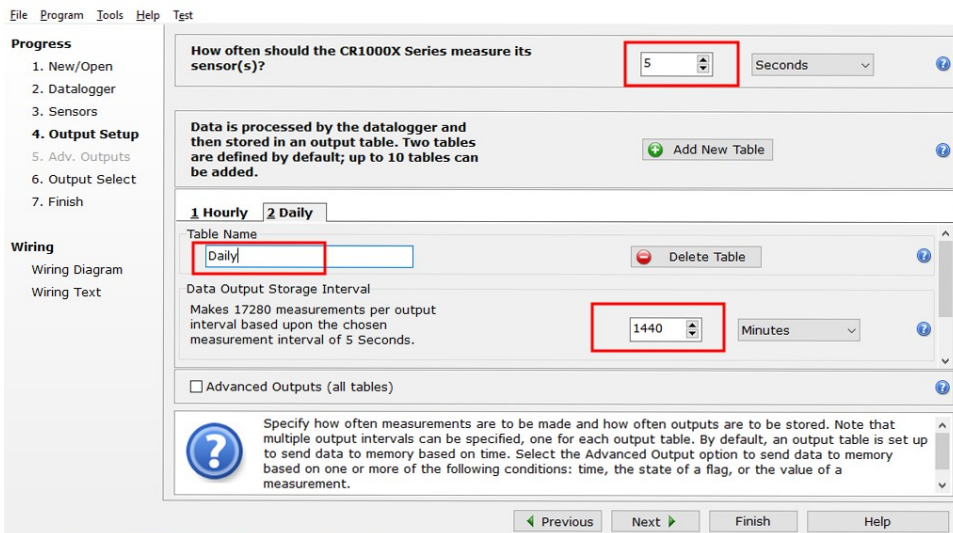 File Program Tools Help Test
Progress
1. New/Open
2. Datalogger
3. Sensors
4. Output Setup
5. Adv. Outputs
6. Output Select
7. Finish
Wiring
Wiring Diagram
Wiring Text
How often should the CR1000X Series measure its
sensor(s)?
5
Seconds
Data is processed by the datalogger and
then stored in an output table. Two tables
are defined by default; up to 10 tables can
be added.
Add New Table
1 Hourly 2 Daily
Table Name
Daily
Delete Table
Data Output Storage Interval
Makes 17280 measurements per output
interval based upon the chosen
measurement interval of 5 Seconds.
1440
Minutes
Advanced Outputs (all tables)
Specify how often measurements are to be made and how often outputs are to be stored. Note that
multiple output intervals can be specified, one for each output table. By default, an output table is set up
to send data to memory based on time. Select the Advanced Output option to send data to memory
based on one or more of the following conditions: time, the state of a flag, or the value of a
measurement.
Previous Next Finish Help